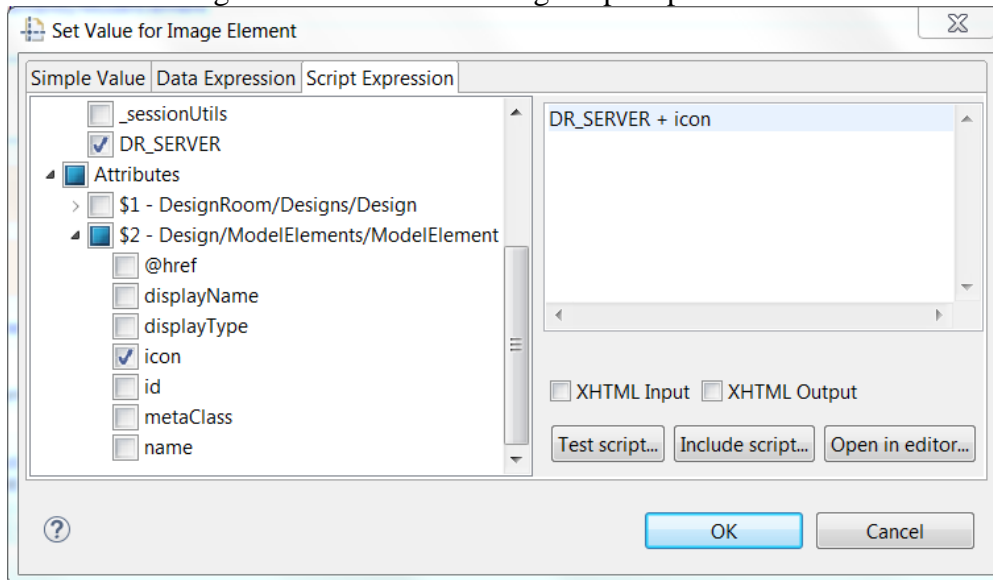 Set Value for Image Element
Simple Value Data Expression Script Expression
_sessionUtils
DR_SERVER
Attributes
$1 - DesignRoom/Designs/Design
$2 - Design/ModelElements/ModelElement
@href
displayName
displayType
icon
id
metaClass
name
DR_SERVER + icon
XHTML Input XHTML Output
Test script... Include script... Open in editor...
?
OK Cancel